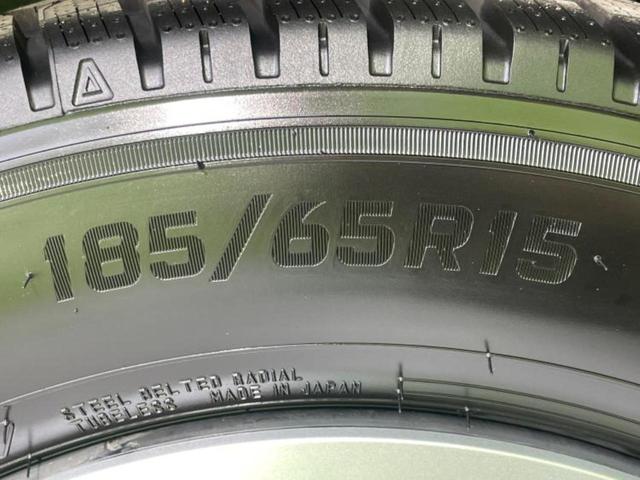 185/65R15
STEEL BELTED RADIAL
TUBELESS MADE IN JAPAN